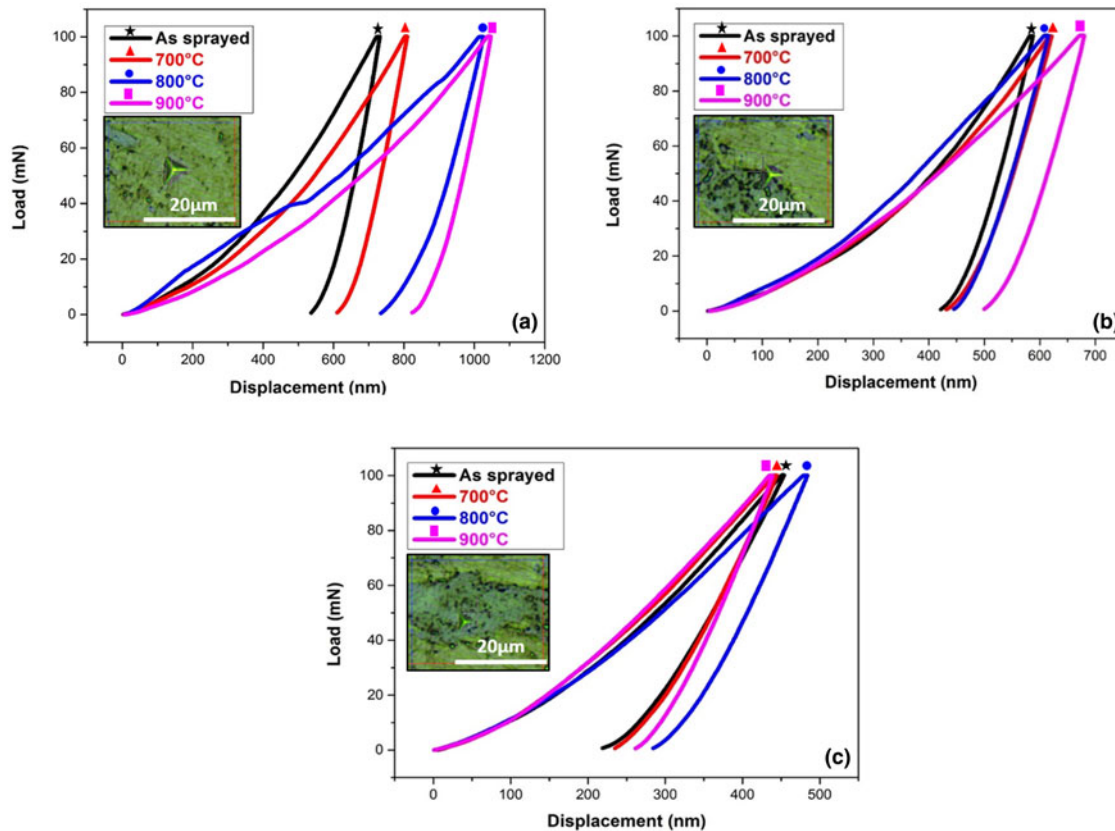 As sprayed
700°C
800°C
900°C
20µm
Load (mN)
100
80
60
40
20
0
0 200 400 600 800 1000 1200
Displacement (nm)
(a)
As sprayed
700°C
800°C
900°C
20µm
Load (mN)
100
80
60
40
20
0
0 100 200 300 400 500 600 700
Displacement (nm)
(b)
As sprayed
700°C
800°C
900°C
20µm
Load (mN)
100
80
60
40
20
0
0 100 200 300 400 500
Displacement (nm)
(c)